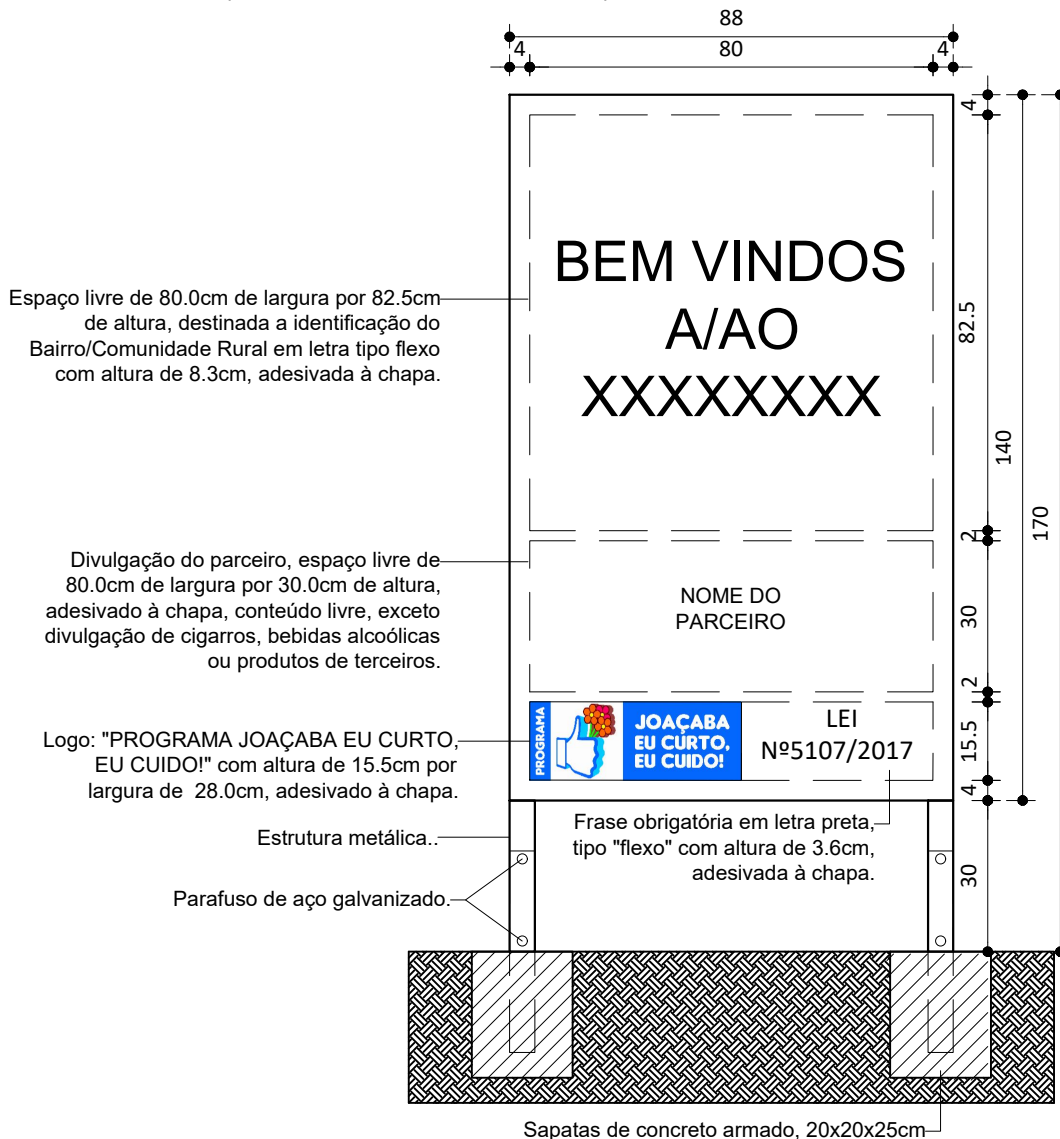 88
4
80
4
4
BEM VINDOS
A/AO
XXXXXXXX
Espaço livre de 80.0cm de largura por 82.5cm
de altura, destinada a identificação do
Bairro/Comunidade Rural em letra tipo flexo
com altura de 8.3cm, adesivada à chapa.
82.5
140
170
2
Divulgação do parceiro, espaço livre de
80.0cm de largura por 30.0cm de altura,
adesivado à chapa, conteúdo livre, exceto
divulgação de cigarros, bebidas alcoólicas
ou produtos de terceiros.
NOME DO
PARCEIRO
30
2
Logo: "PROGRAMA JOAÇABA EU CURTO,
EU CUIDO!" com altura de 15.5cm por
largura de 28.0cm, adesivado à chapa.
PROGRAMA
JOAÇABA
EU CURTO,
EU CUIDO!
LEI
Nº5107/2017
15.5
4
Estrutura metálica..
Frase obrigatória em letra preta,
tipo "flexo" com altura de 3.6cm,
adesivada à chapa.
30
Parafuso de aço galvanizado.
Sapatas de concreto armado, 20x20x25cm